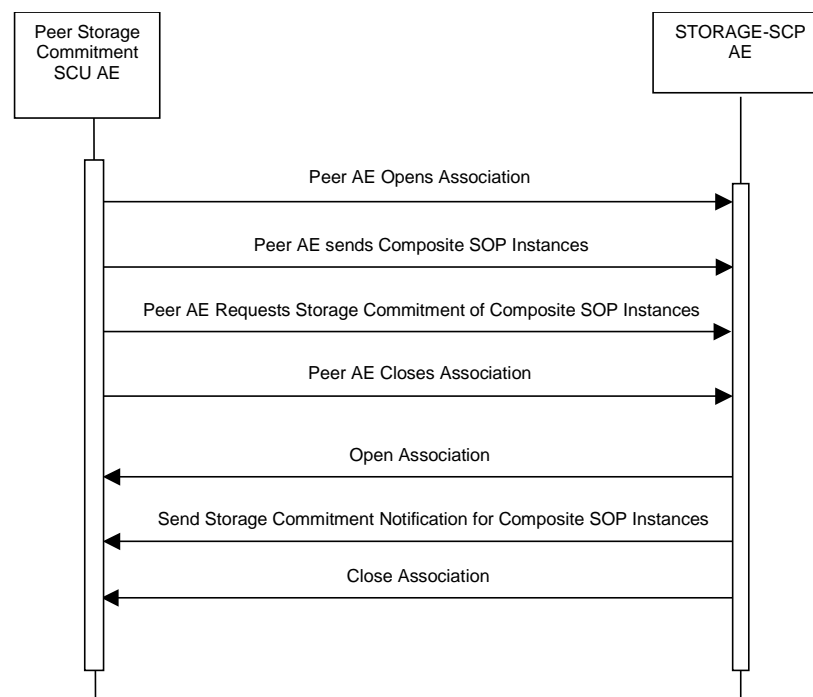 Peer Storage
Commitment
SCU AE
STORAGE-SCP
AE
Peer AE Opens Association
Peer AE sends Composite SOP Instances
Peer AE Requests Storage Commitment of Composite SOP Instances
Peer AE Closes Association
Open Association
Send Storage Commitment Notification for Composite SOP Instances
Close Association